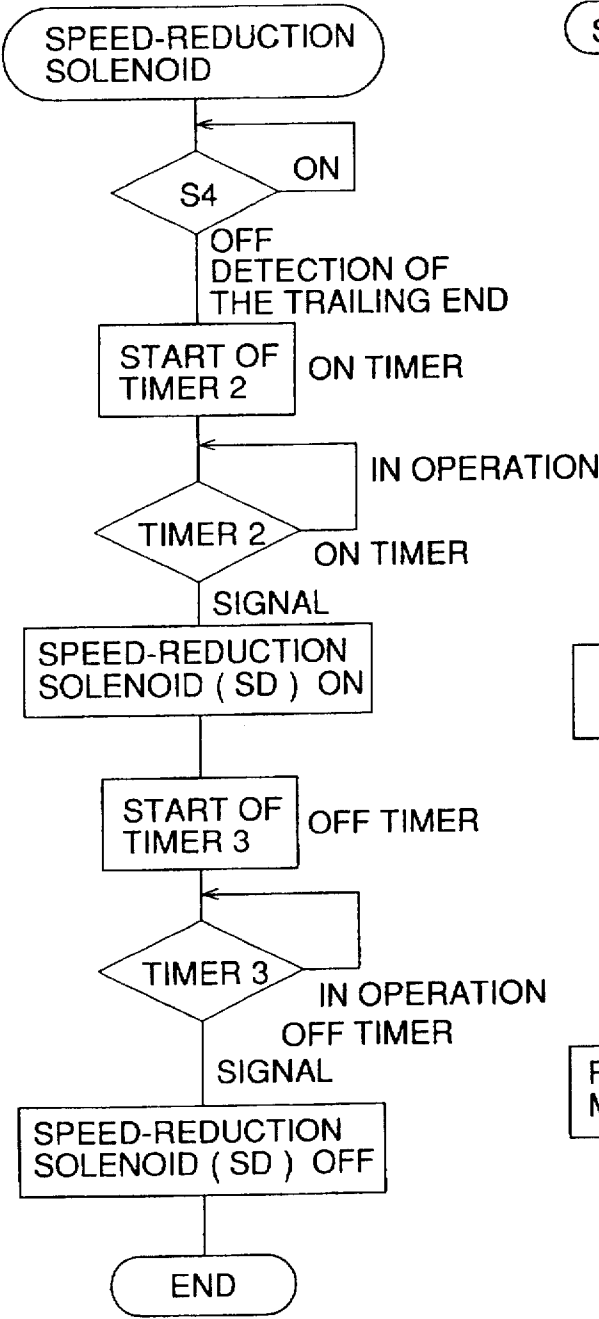 SPEED-REDUCTION
SOLENOID
ON
S4
OFF
DETECTION OF
THE TRAILING END
START OF
TIMER 2
ON TIMER
IN OPERATION
TIMER 2
ON TIMER
SIGNAL
SPEED-REDUCTION
SOLENOID ( SD ) ON
START OF
TIMER 3
OFF TIMER
TIMER 3
IN OPERATION
OFF TIMER
SIGNAL
SPEED-REDUCTION
SOLENOID ( SD ) OFF
END